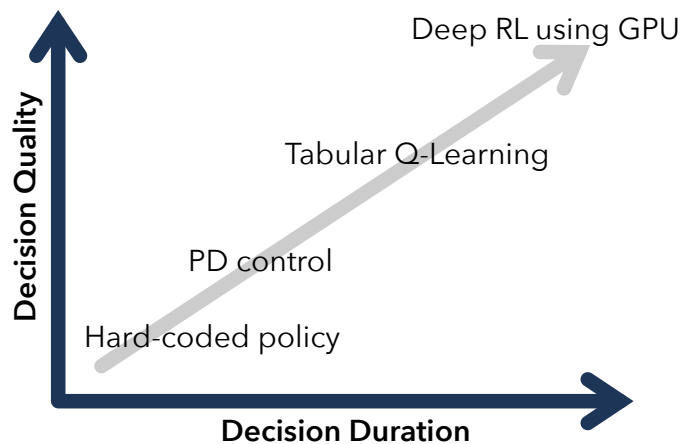 Deep RL using GPU
Tabular Q-Learning
PD control
Hard-coded policy
Decision Quality
Decision Duration